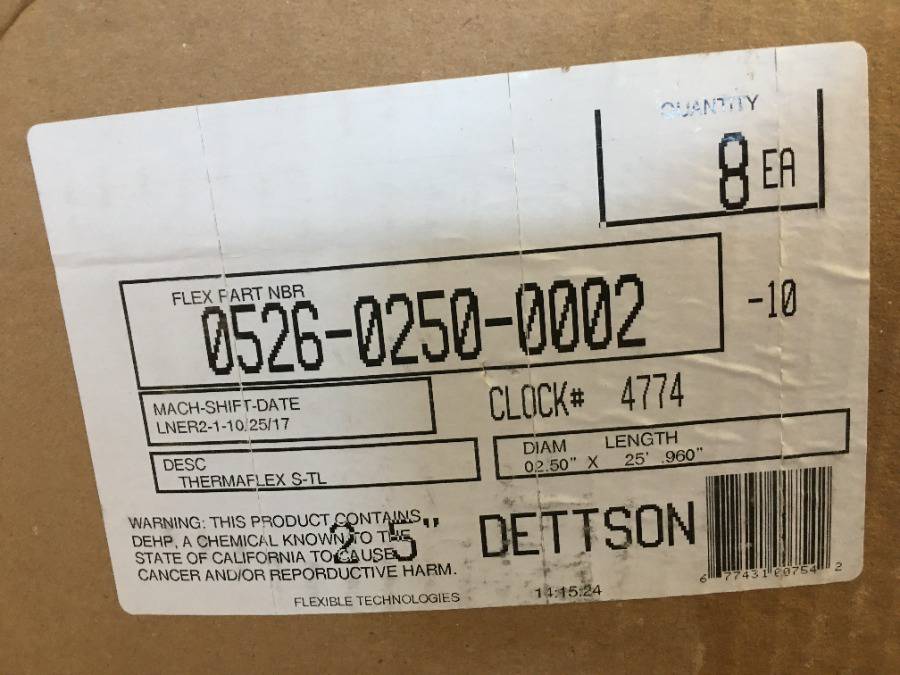 QUANTITY
8 EA
FLEX PART NBR
0526-0250-0002
-10
MACH-SHIFT-DATE
LNER2-1-10/25/17
CLOCK# 4774
DIAM LENGTH
02.50" X 25' .960"
DESC
THERMAFLEX S-TL
WARNING: THIS PRODUCT CONTAINS
DEHP, A CHEMICAL KNOWN TO THE
STATE OF CALIFORNIA TO CAUSE
CANCER AND/OR REPORDUCTIVE HARM.
2 5"
DETTSON
6 77431 00754 2
FLEXIBLE TECHNOLOGIES
14:15:24